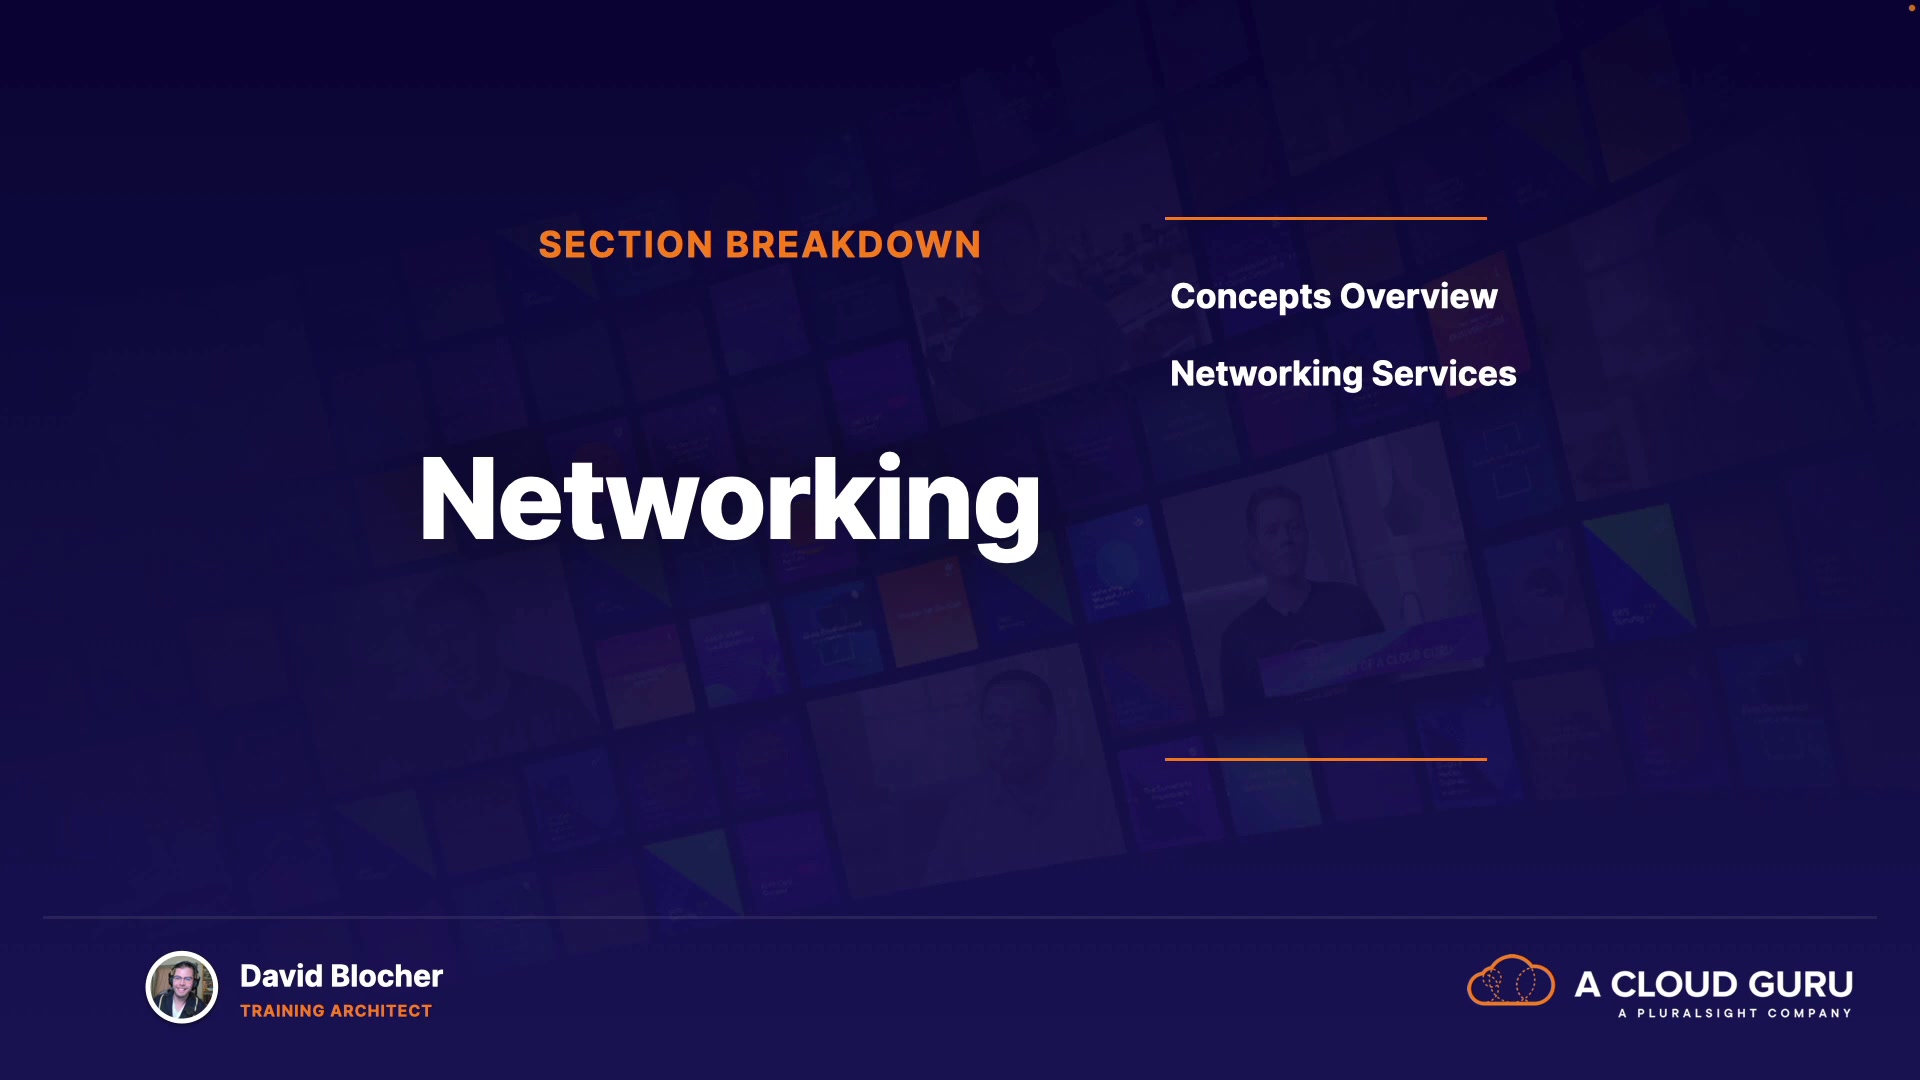 SECTION BREAKDOWN
Networking
Concepts Overview
Networking Services
David Blocher
TRAINING ARCHITECT
A CLOUD GURU
A PLURALSIGHT COMPANY